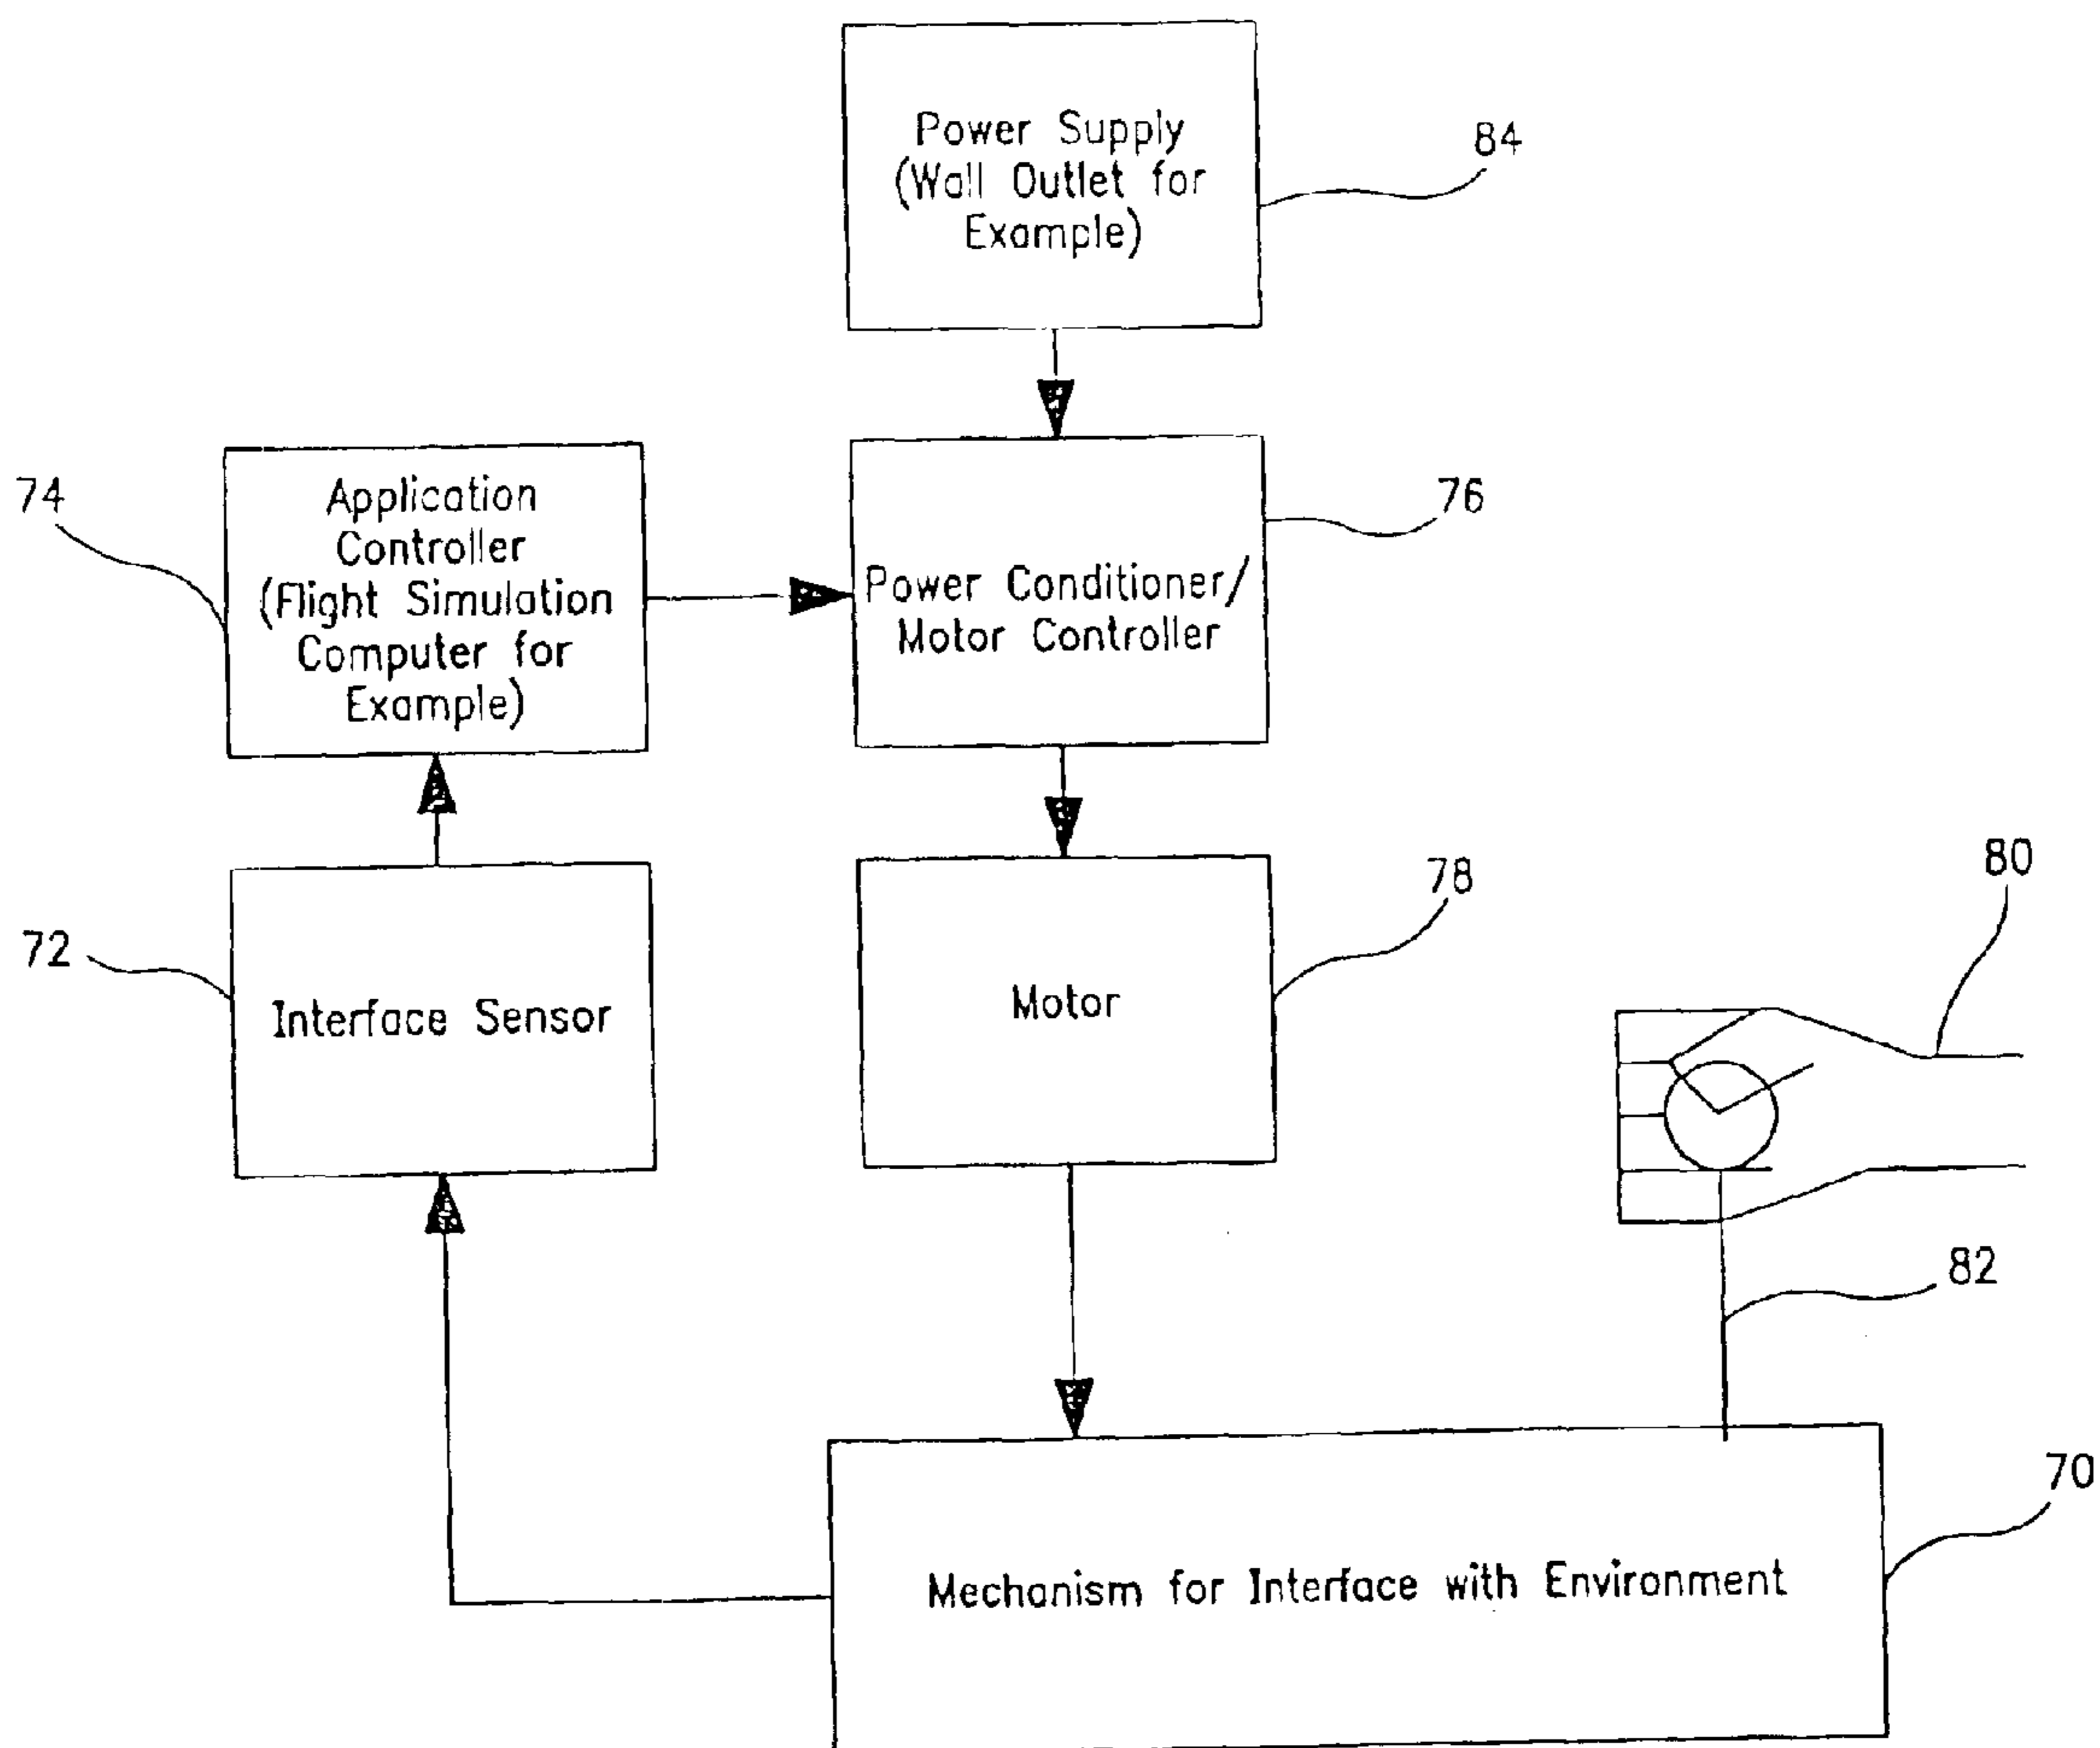 Power Supply
(Wall Outlet for
Example)
84
74
Application
Controller
(Flight Simulation
Computer for
Example)
76
Power Conditioner/
Motor Controller
72
Interface Sensor
78
Motor
80
82
70
Mechanism for Interface with Environment